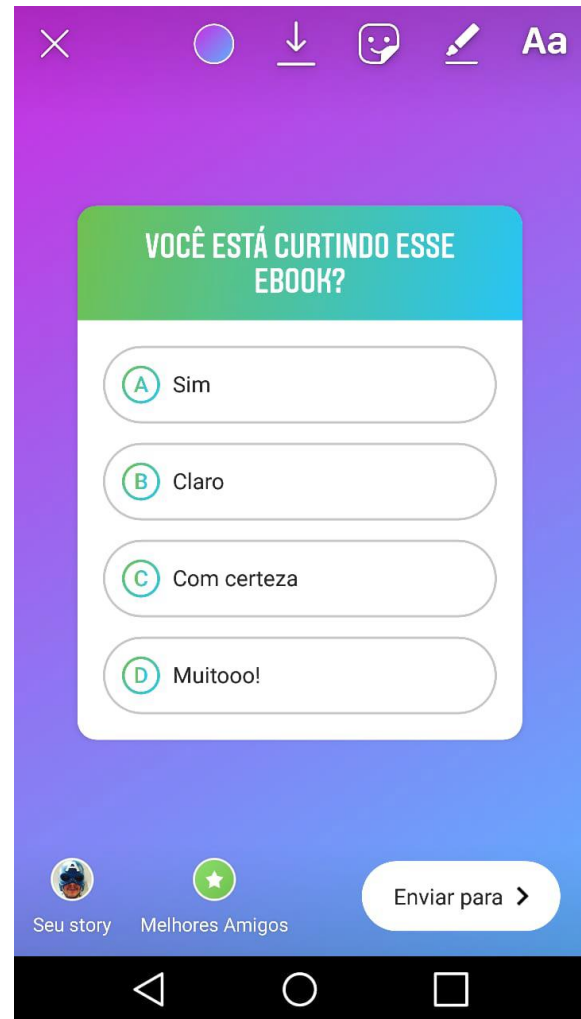 Aa
VOCÊ ESTÁ CURTINDO ESSE
EBOOK?
A Sim
B Claro
C Com certeza
D Muitooo!
Seu story
Melhores Amigos
Enviar para